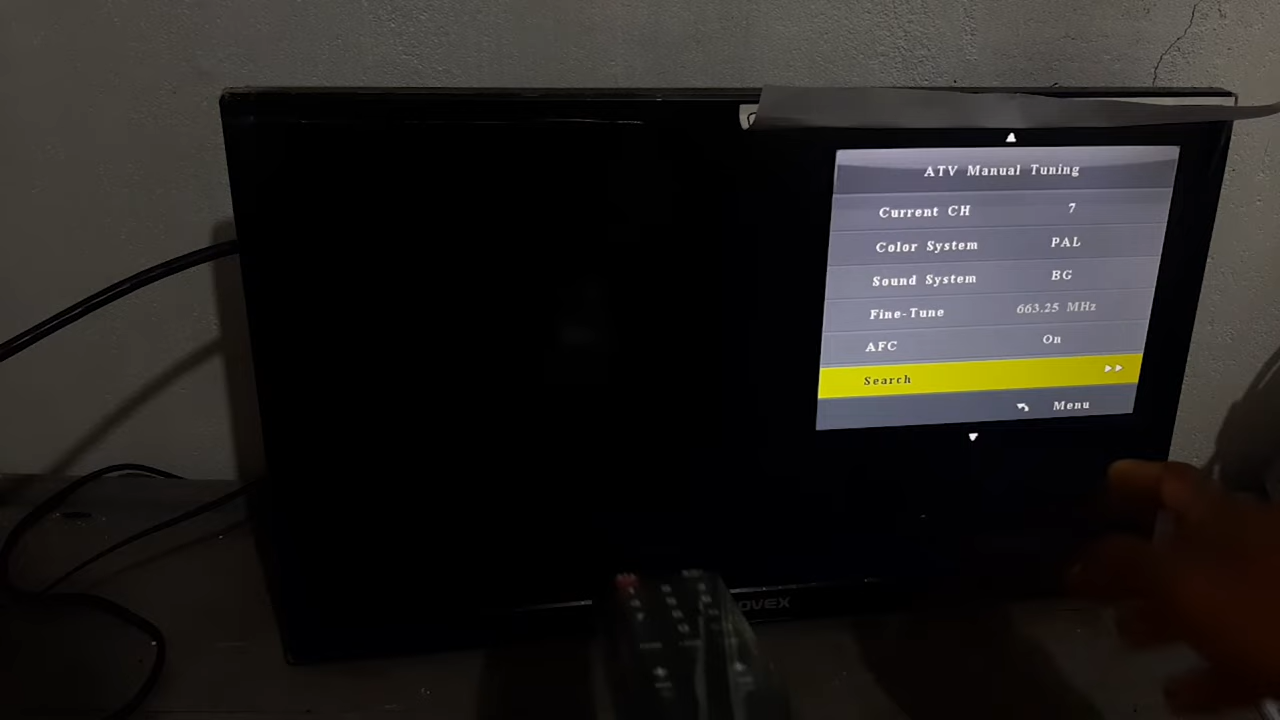 ATV Manual Tuning
Current CH 7
Color System PAL
Sound System BG
Fine-Tune 663.25 MHz
AFC On
Search
Menu